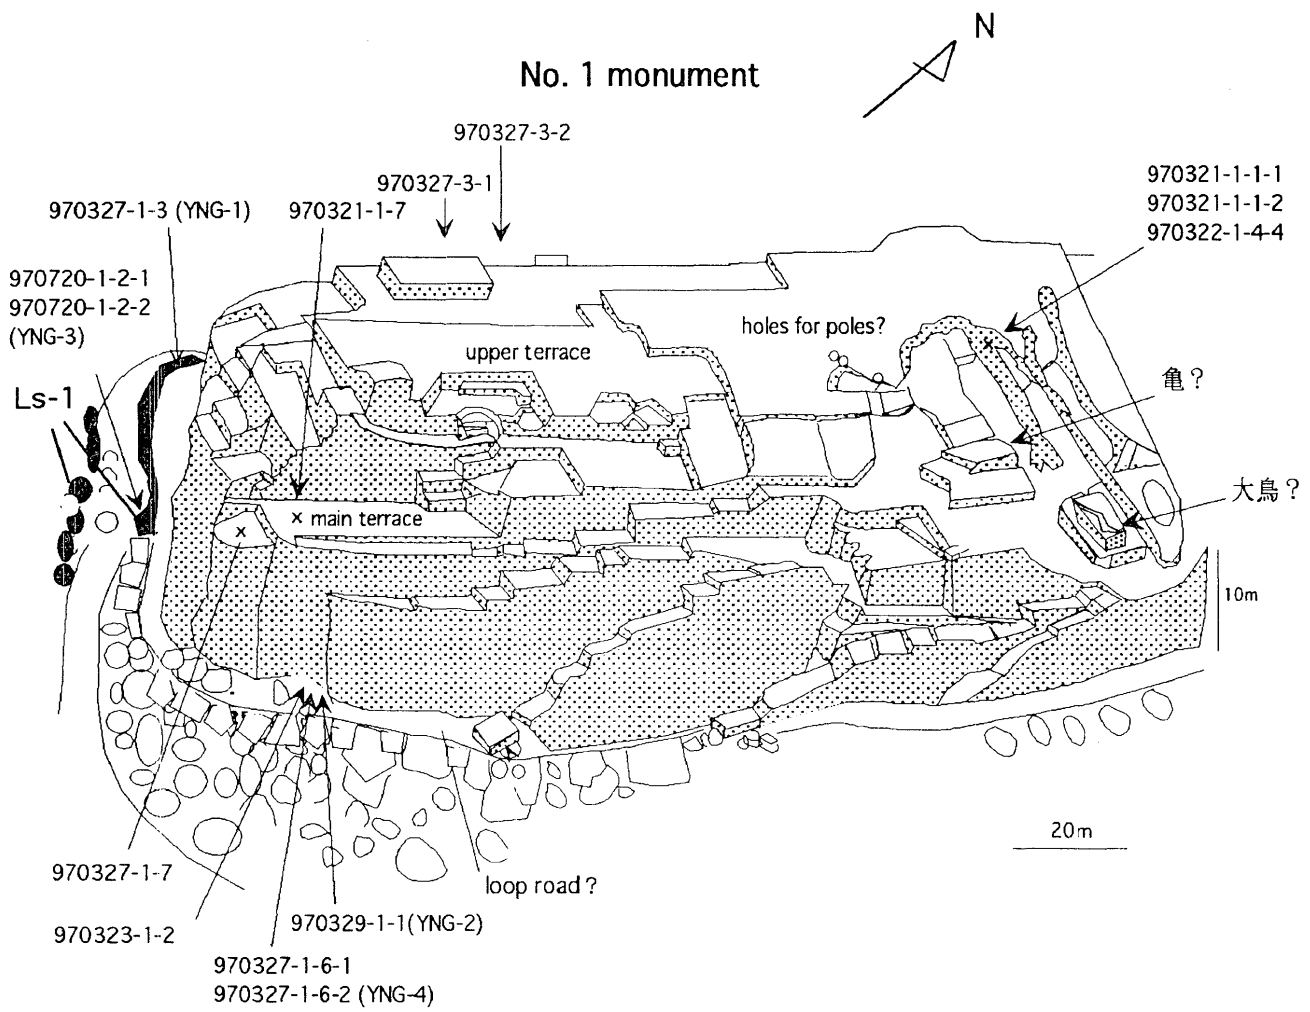 N
No. 1 monument
970327-3-2
970327-3-1
970321-1-1-1
970321-1-1-2
970322-1-4-4
970327-1-3 (YNG-1)
970321-1-7
970720-1-2-1
970720-1-2-2
(YNG-3)
Ls-1
upper terrace
holes for poles?
亀?
大鳥?
x main terrace
x
x
10m
20m
970327-1-7
loop road?
970323-1-2
970329-1-1(YNG-2)
970327-1-6-1
970327-1-6-2 (YNG-4)